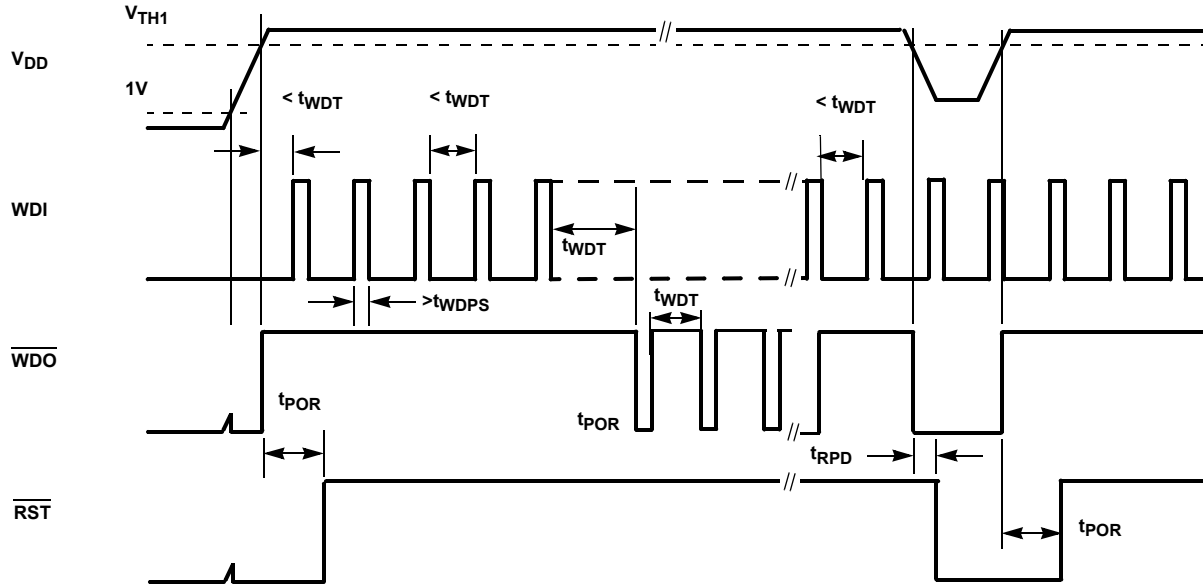 VTH1
VDD
1V
< tWDT
< tWDT
< tWDT
WDI
tWDT
>tWDPS
tWDT
WDO
tPOR
tPOR
tRPD
RST
tPOR